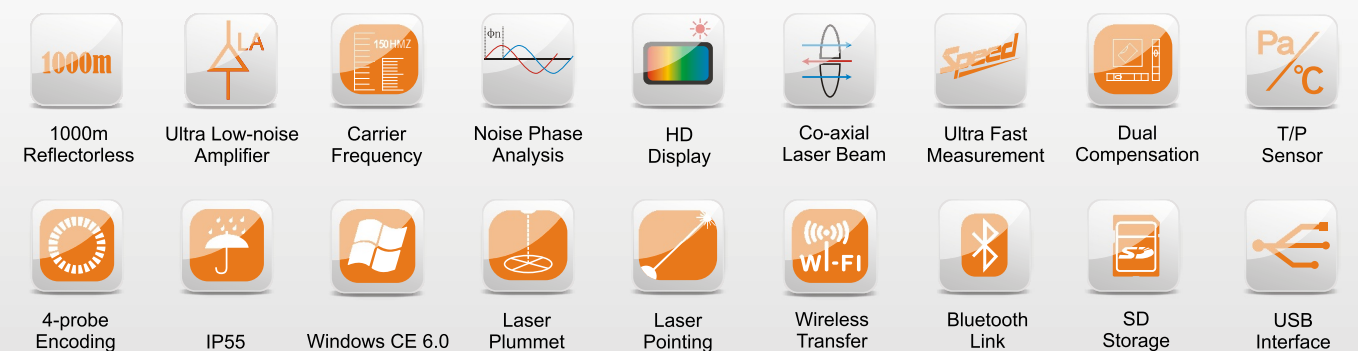 1000m
LA
150HMZ
Φn
Speed
Pa/°C
1000m
Reflectorless
Ultra Low-noise
Amplifier
Carrier
Frequency
Noise Phase
Analysis
HD
Display
Co-axial
Laser Beam
Ultra Fast
Measurement
Dual
Compensation
T/P
Sensor
Wi-Fi
SD
4-probe
Encoding
IP55
Windows CE 6.0
Laser
Plummet
Laser
Pointing
Wireless
Transfer
Bluetooth
Link
SD
Storage
USB
Interface